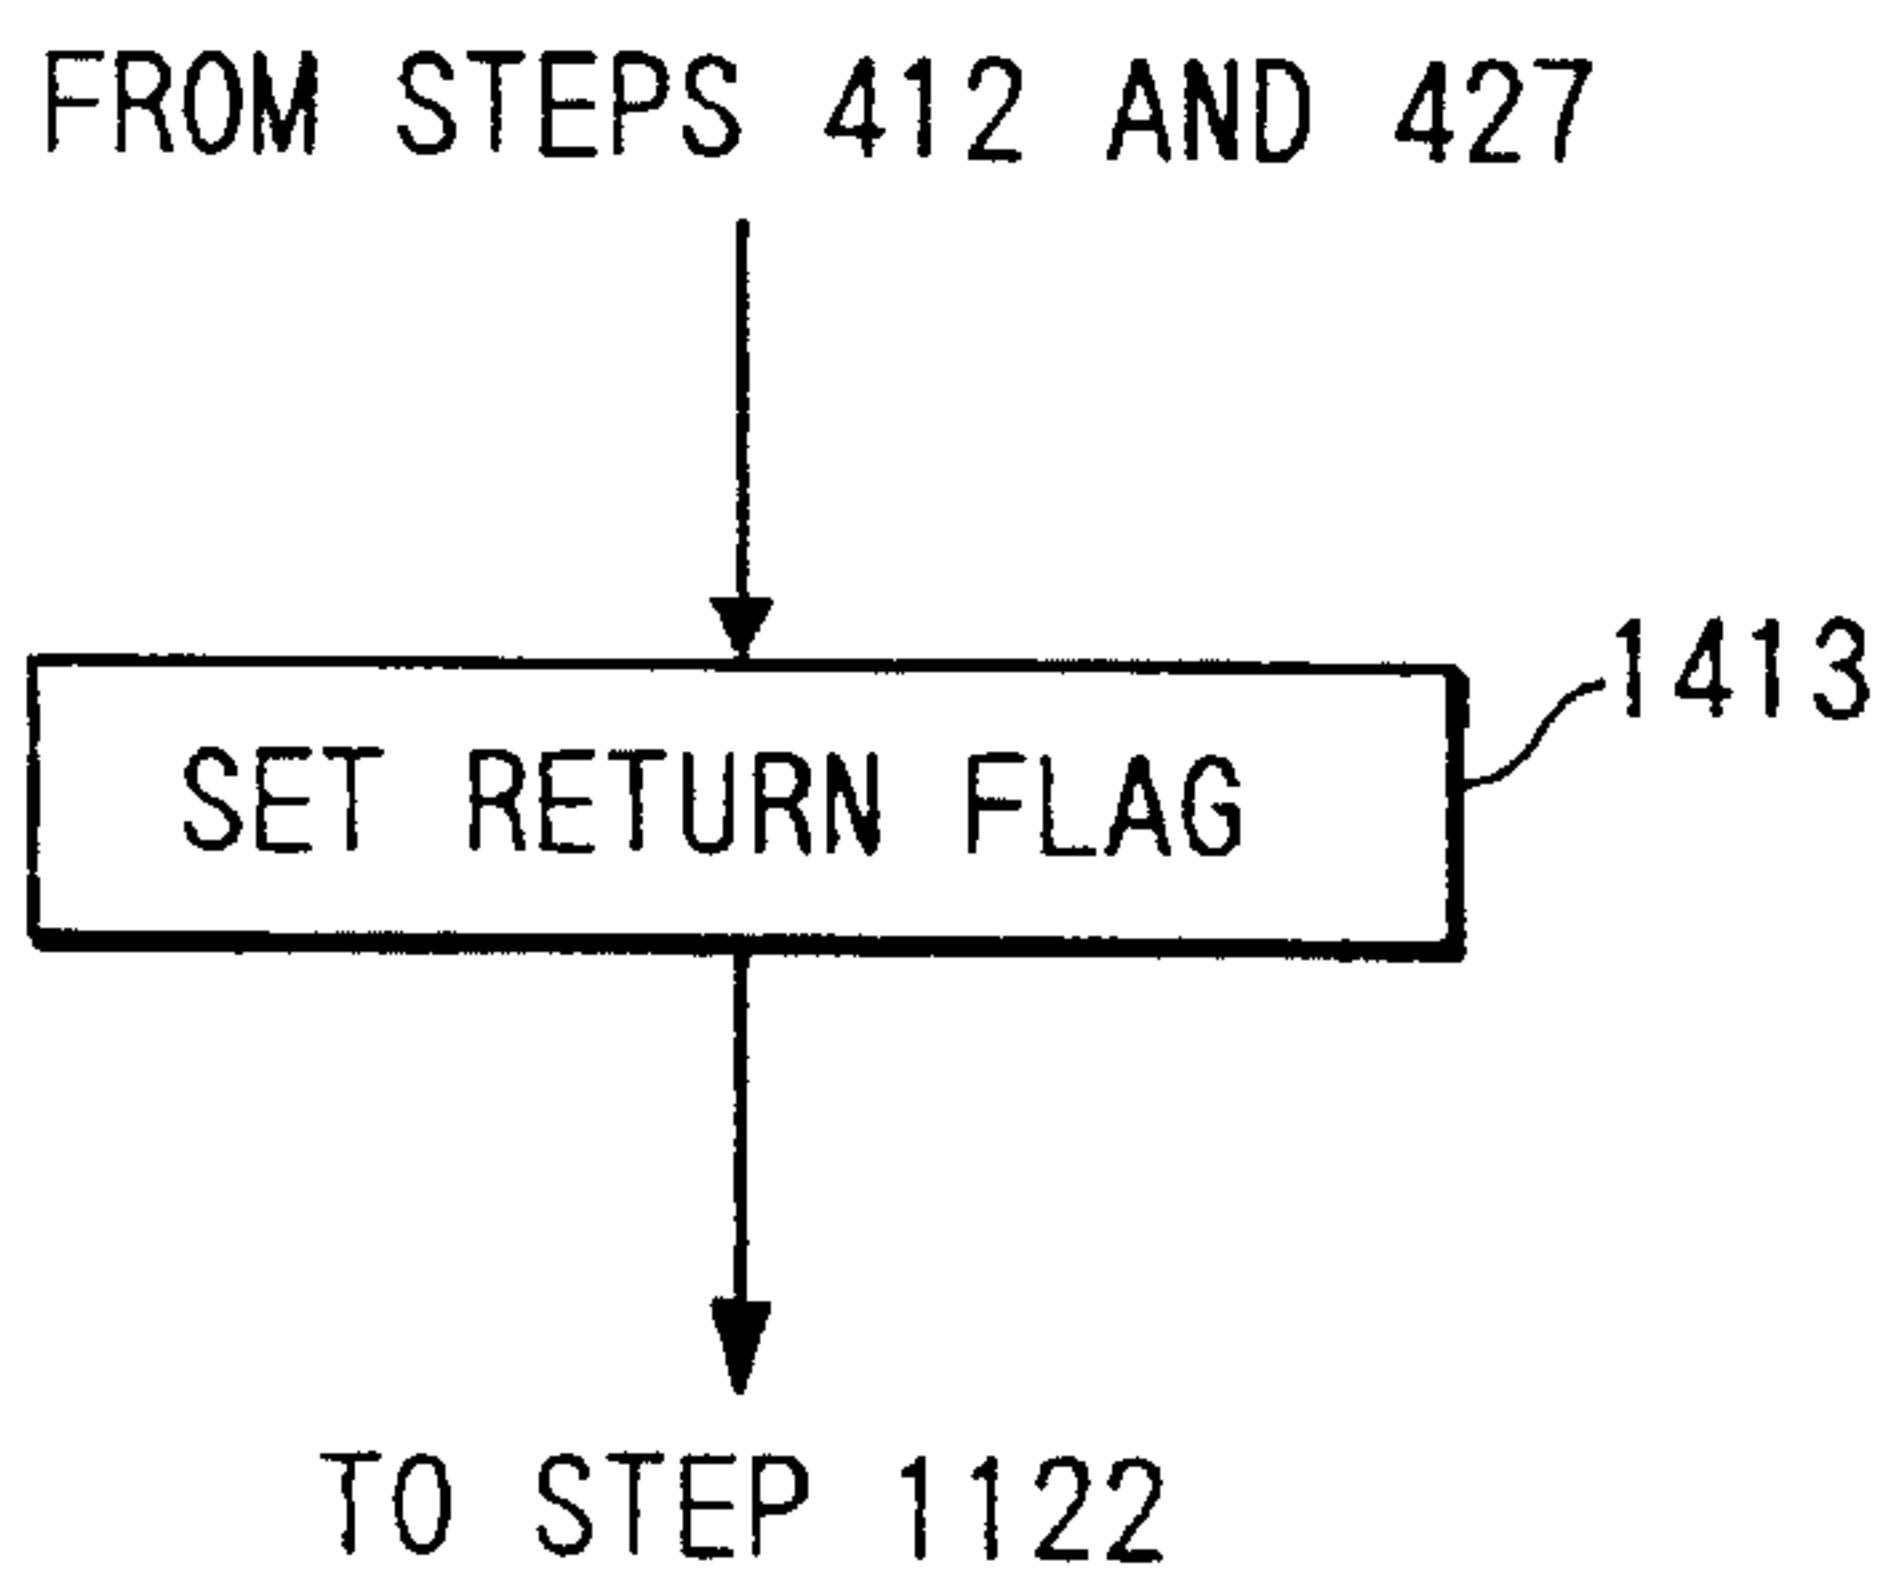 FROM STEPS 412 AND 427
1413
SET RETURN FLAG
TO STEP 1122